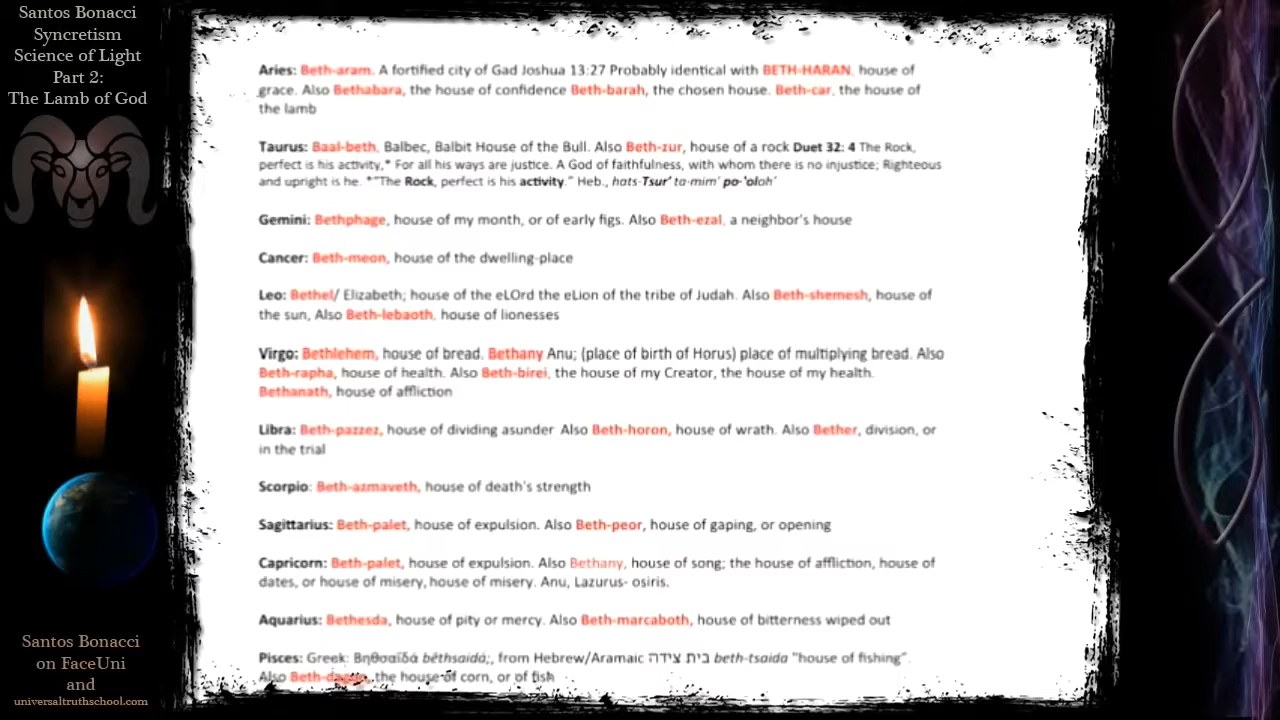 Santos Bonacci
Syncretism
Science of Light
Part 2:
The Lamb of God
Aries: Beth-aram. A fortified city of Gad Joshua 13:27 Probably identical with BETH-HARAN, house of
grace. Also Bethabara, the house of confidence Beth-barah, the chosen house. Beth-car, the house of
the lamb
Taurus: Baal-beth, Balbec, Balbit House of the Bull. Also Beth-zur, house of a rock Duet 32: 4 The Rock,
perfect is his activity,* For all his ways are justice. A God of faithfulness, with whom there is no injustice; Righteous
and upright is he. *"The Rock, perfect is his activity." Heb., hats·Tsur′ ta·mim′ po·ʽoloh′
Gemini: Bethphage, house of my month, or of early figs. Also Beth-ezal, a neighbor's house
Cancer: Beth-meon, house of the dwelling-place
Leo: Bethel/ Elizabeth; house of the eLOrd the eLion of the tribe of Judah. Also Beth-shemesh, house of
the sun, Also Beth-lebaoth, house of lionesses
Virgo: Bethlehem, house of bread. Bethany Anu; (place of birth of Horus) place of multiplying bread. Also
Beth-rapha, house of health. Also Beth-birei, the house of my Creator, the house of my health.
Bethanath, house of affliction
Libra: Beth-pazzez, house of dividing asunder Also Beth-horon, house of wrath. Also Bether, division, or
in the trial
Scorpio: Beth-azmaveth, house of death's strength
Sagittarius: Beth-palet, house of expulsion. Also Beth-peor, house of gaping, or opening
Capricorn: Beth-palet, house of expulsion. Also Bethany, house of song; the house of affliction, house of
dates, or house of misery, house of misery. Anu, Lazurus- osiris.
Aquarius: Bethesda, house of pity or mercy. Also Beth-marcaboth, house of bitterness wiped out
Pisces: Greek: Βηθσαϊδά bēthsaidá;, from Hebrew/Aramaic בית צידה beth-tsaida "house of fishing".
Also Beth-dagon, the house of corn, or of fish
Santos Bonacci
on FaceUni
and
universaltruthschool.com